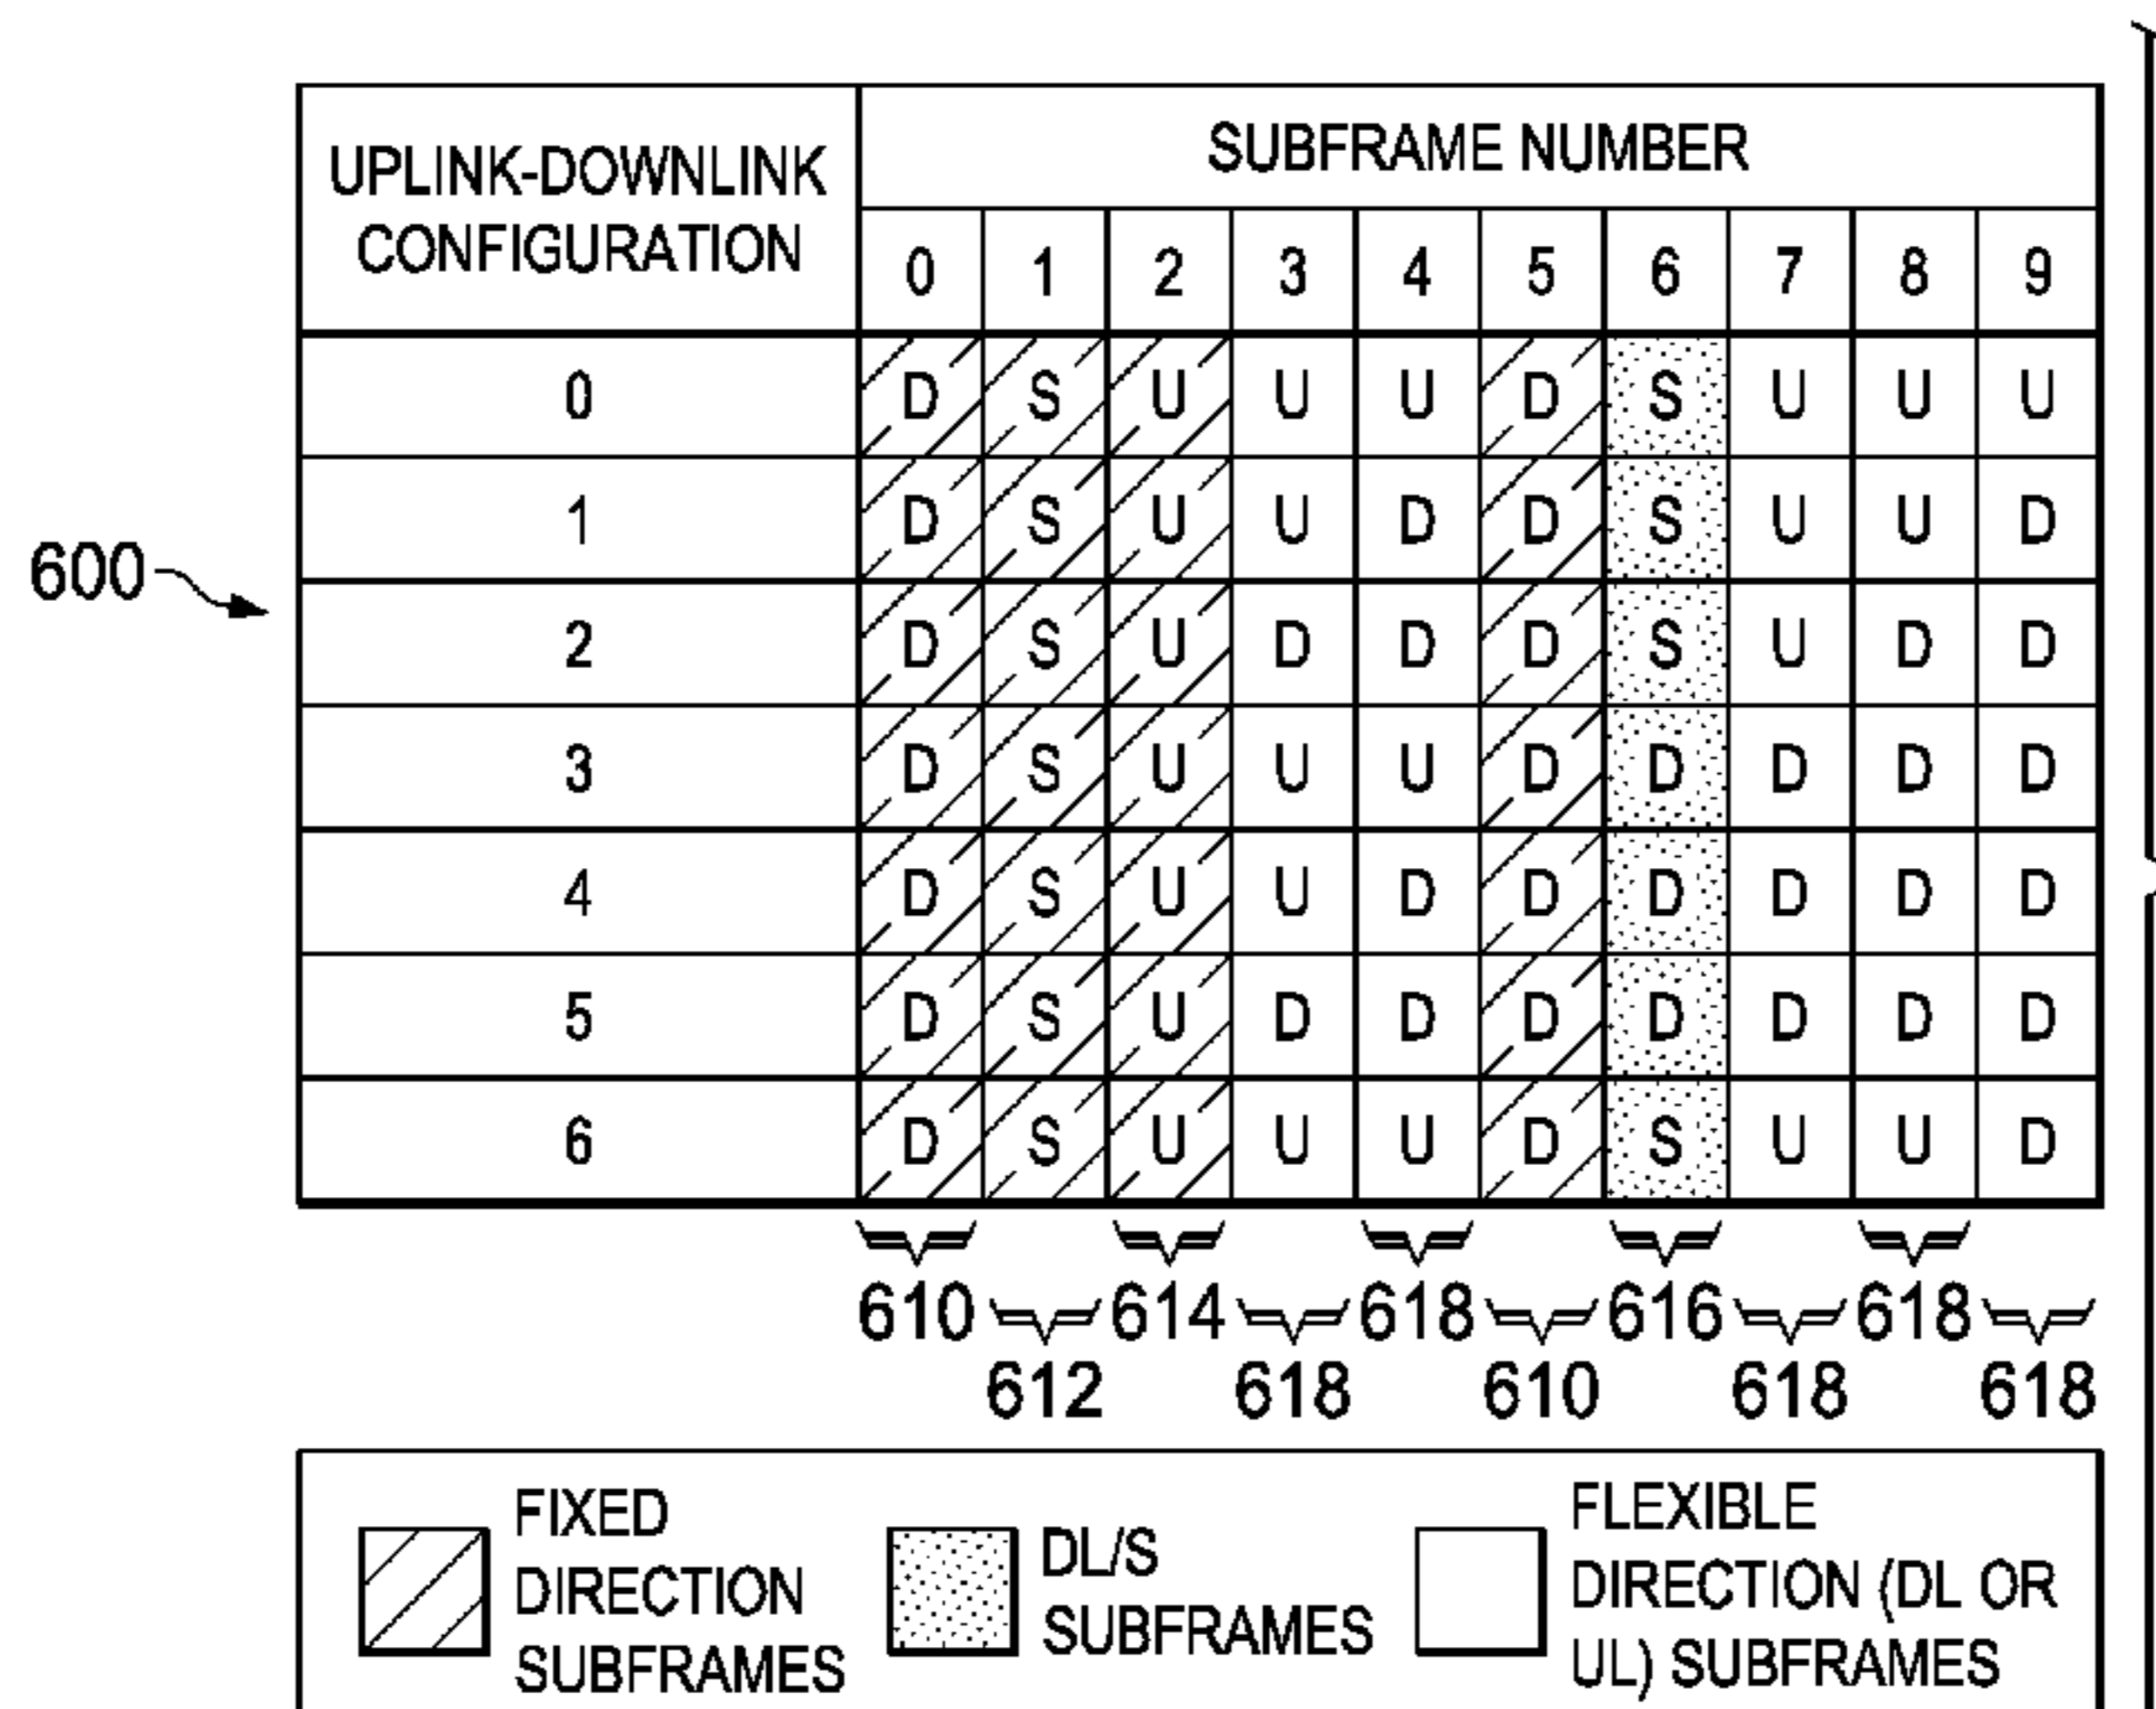 UPLINK-DOWNLINK CONFIGURATION SUBFRAME NUMBER
0 1 2 3 4 5 6 7 8 9
0 D S U U U D S U U U
1 D S U U D D S U U D
600
2 D S U D D D S U D D
3 D S U U U D D D D D
4 D S U U D D D D D D
5 D S U D D D D D D D
6 D S U U U D S U U D
610 614 618 616 618
612 618 610 618 618
FIXED
DIRECTION
SUBFRAMES
DL/S
SUBFRAMES
FLEXIBLE
DIRECTION (DL OR
UL) SUBFRAMES